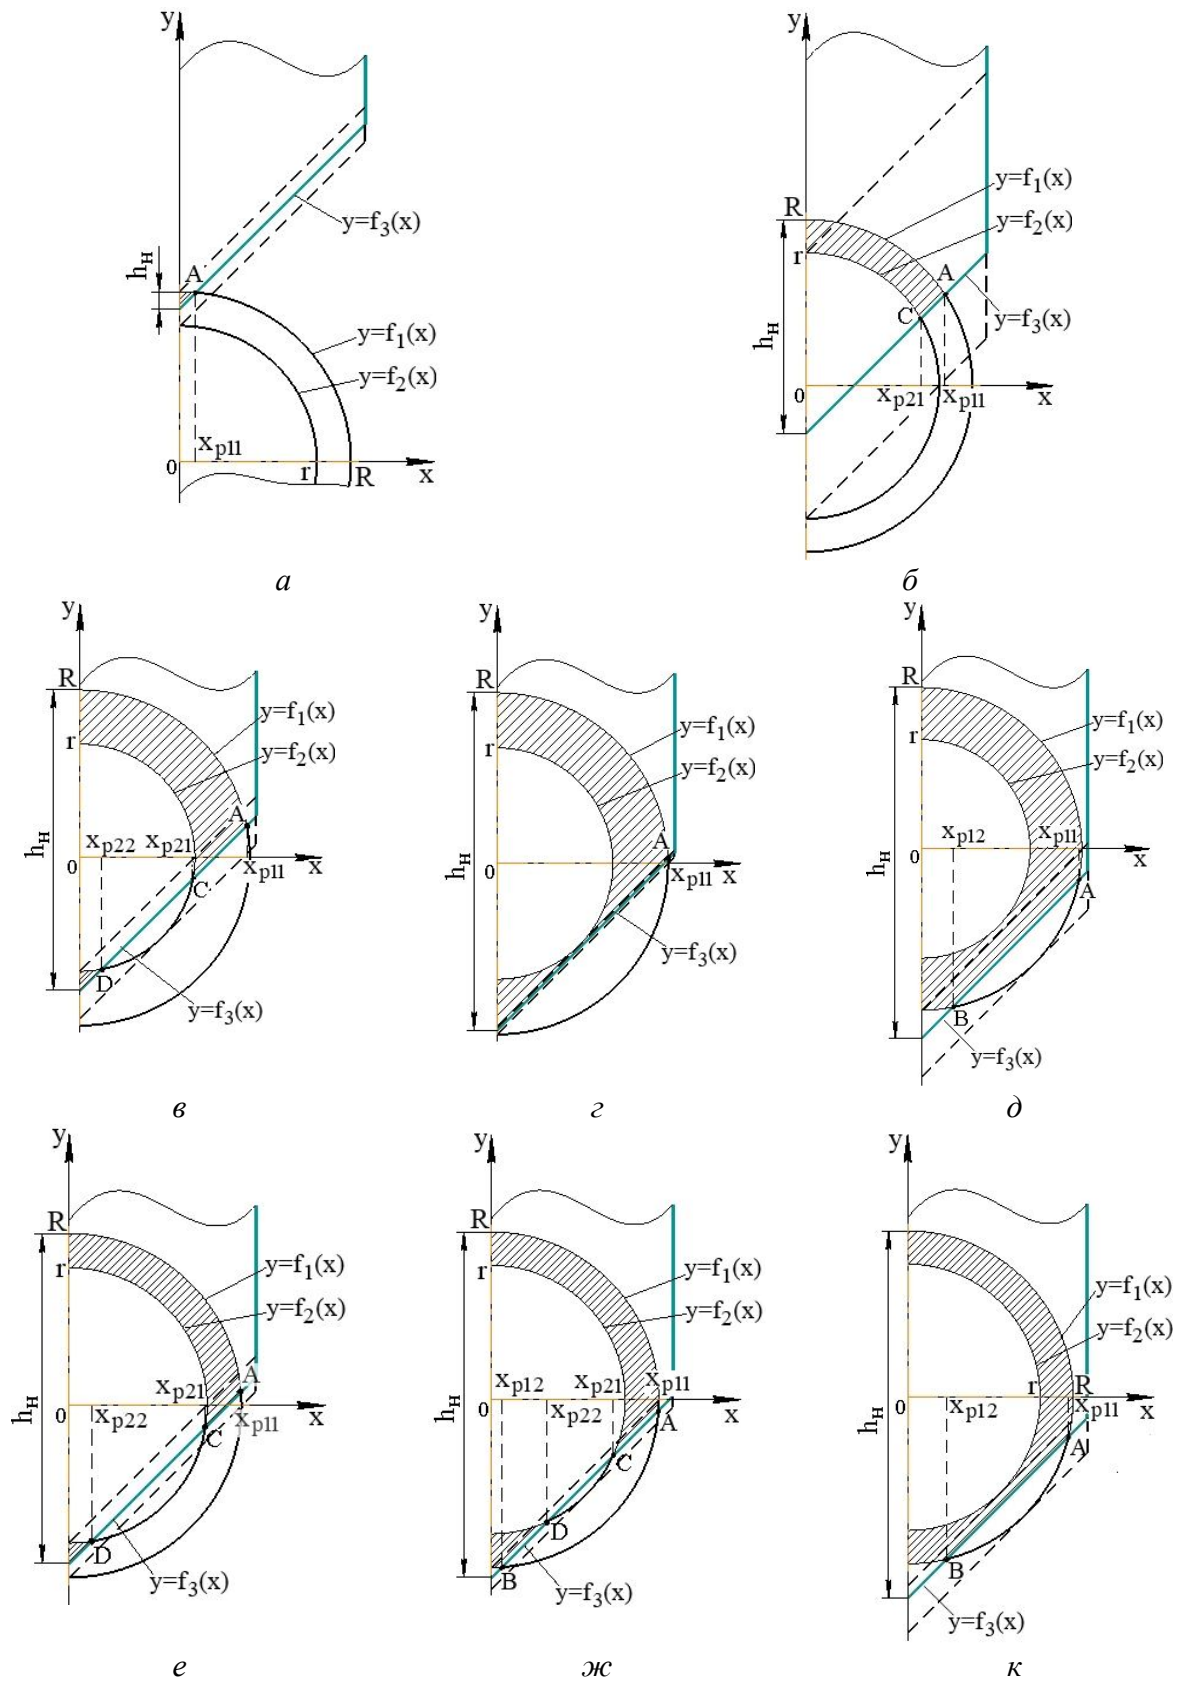 y
A
hн
y=f3(x)
y=f1(x)
y=f2(x)
xp11
0
r
R
x
а
y
R
r
hн
y=f1(x)
y=f2(x)
A
C
y=f3(x)
0
xp21
xp11
x
б
y
R
r
hн
y=f1(x)
y=f2(x)
A
xp22
xp21
0
xp11
x
C
D
y=f3(x)
в
y
R
r
hн
y=f1(x)
y=f2(x)
A
0
xp11
x
y=f3(x)
г
y
R
r
hн
y=f1(x)
y=f2(x)
xp12
xp11
0
x
A
B
y=f3(x)
д
y
R
r
hн
y=f1(x)
y=f2(x)
A
xp21
0
xp22
xp11
x
C
D
y=f3(x)
е
y
R
r
hн
y=f1(x)
y=f2(x)
xp12
xp21
xp11
0
xp22
x
A
C
D
B
y=f3(x)
ж
y
hн
y=f1(x)
y=f2(x)
r
R
0
xp12
xp11
x
A
B
y=f3(x)
к